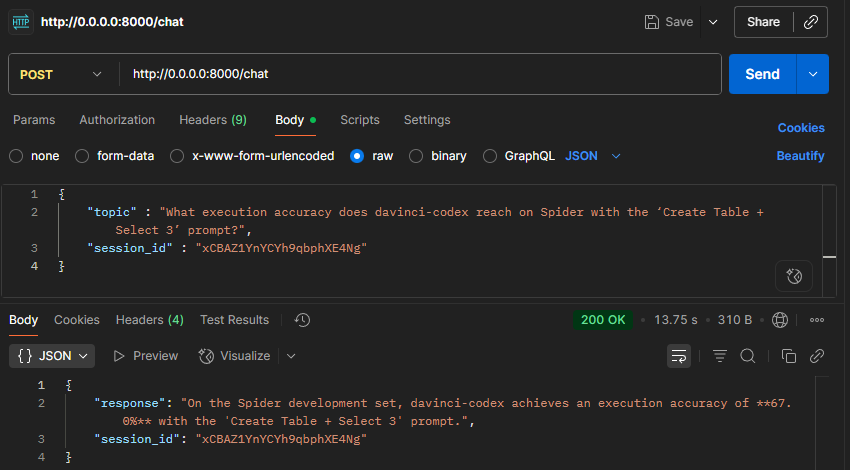 HTTP http://0.0.0.0:8000/chat Save Share
POST http://0.0.0.0:8000/chat Send
Params Authorization Headers (9) Body Scripts Settings Cookies
none form-data x-www-form-urlencoded raw binary GraphQL JSON Beautify
1 {
2 "topic" : "What execution accuracy does davinci-codex reach on Spider with the ‘Create Table +
Select 3’ prompt?",
3 "session_id" : "xCBAZ1YnYCYh9qbphXE4Ng"
4 }
Body Cookies Headers (4) Test Results 200 OK • 13.75 s • 310 B •
{} JSON Preview Visualize
1 {
2 "response": "On the Spider development set, davinci-codex achieves an execution accuracy of **67.
0%** with the 'Create Table + Select 3' prompt.",
3 "session_id": "xCBAZ1YnYCYh9qbphXE4Ng"
4 }